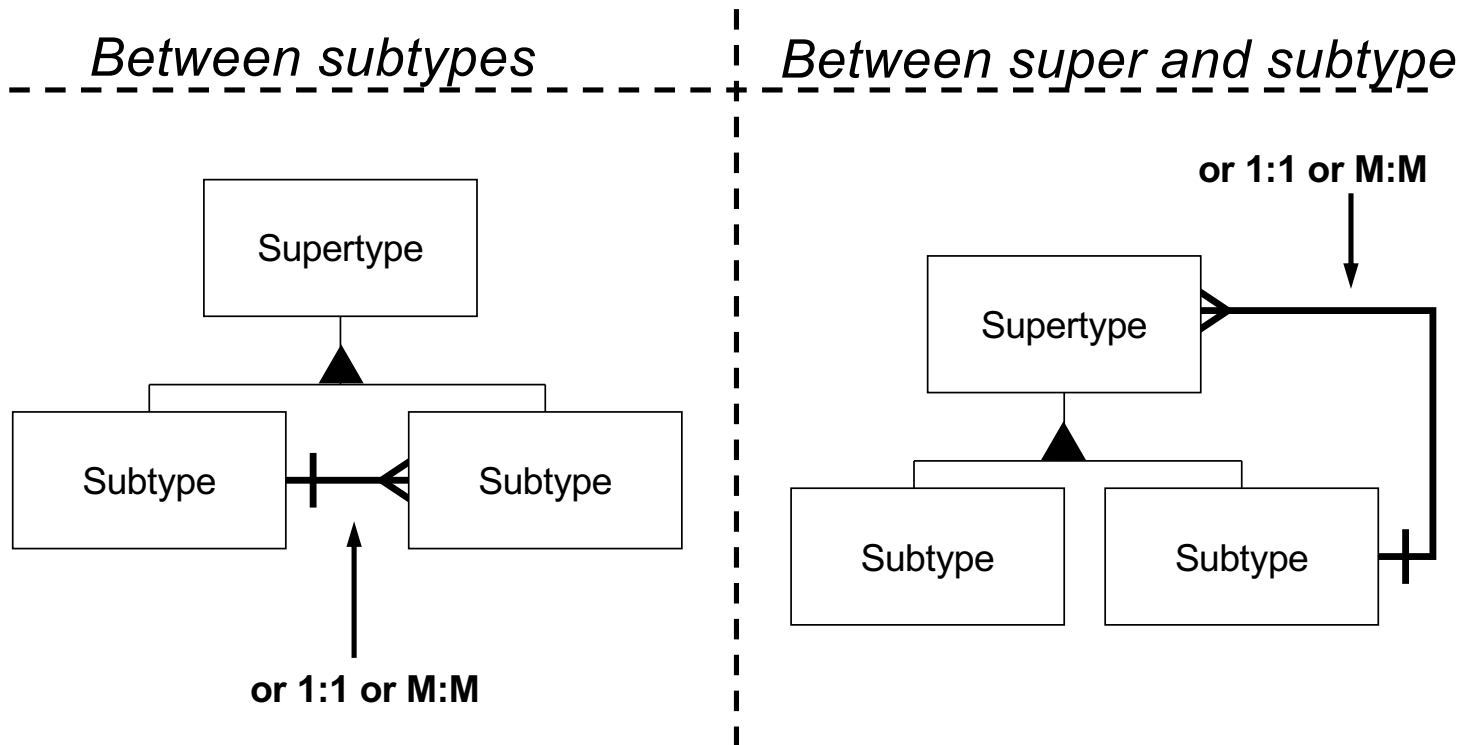 Between subtypes
Supertype
Subtype
Subtype
or 1:1 or M:M
Between super and subtype
or 1:1 or M:M
Supertype
Subtype
Subtype